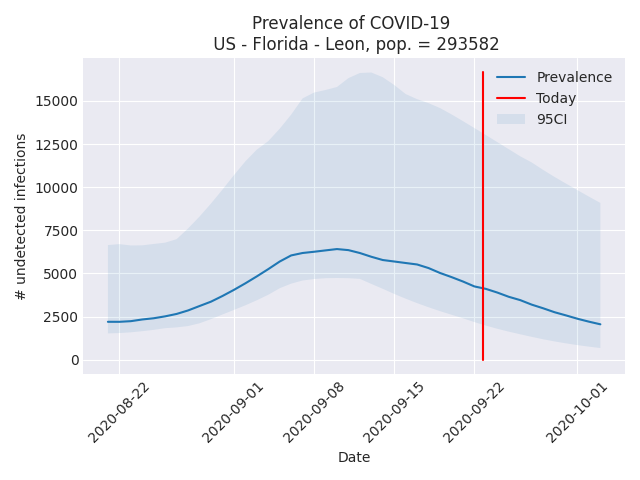 Prevalence of COVID-19
US - Florida - Leon, pop. = 293582
Prevalence
Today
95CI
# undetected infections
15000
12500
10000
7500
5000
2500
0
2020-08-22
2020-09-01
2020-09-08
2020-09-15
2020-09-22
2020-10-01
Date